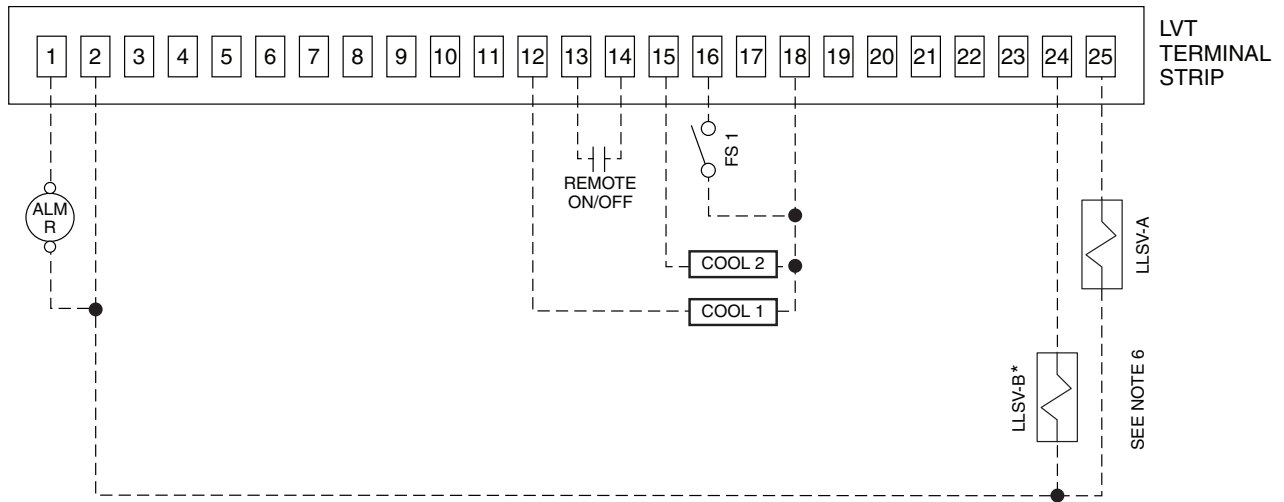 1 2 3 4 5 6 7 8 9 10 11 12 13 14 15 16 17 18 19 20 21 22 23 24 25
LVT
TERMINAL
STRIP
ALM
R
REMOTE
ON/OFF
FS 1
COOL 2
COOL 1
LLSV-A
LLSV-B*
SEE NOTE 6